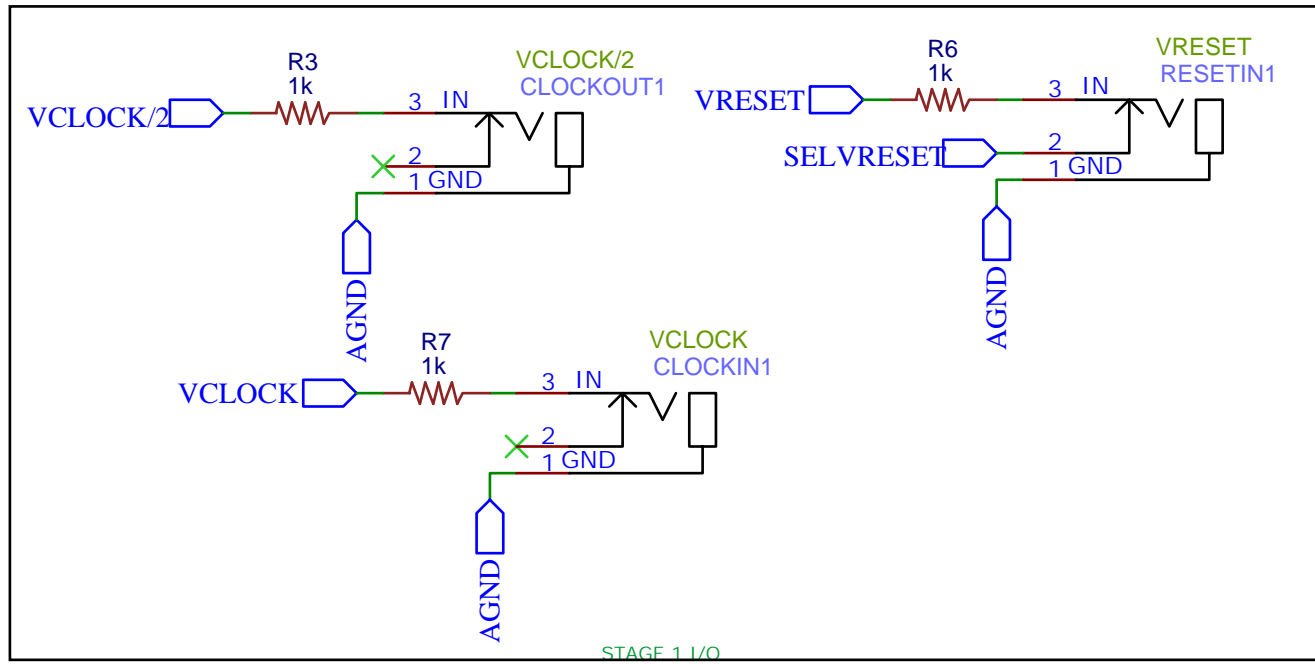 R3
1k
VCLOCK/2
CLOCKOUT1
VCLOCK/2
3 IN
2
1 GND
AGND
R6
1k
VRESET
RESETIN1
VRESET
3 IN
SELVRESET
2
1 GND
AGND
R7
1k
VCLOCK
CLOCKIN1
VCLOCK
3 IN
2
1 GND
AGND
STAGE 1 I/O